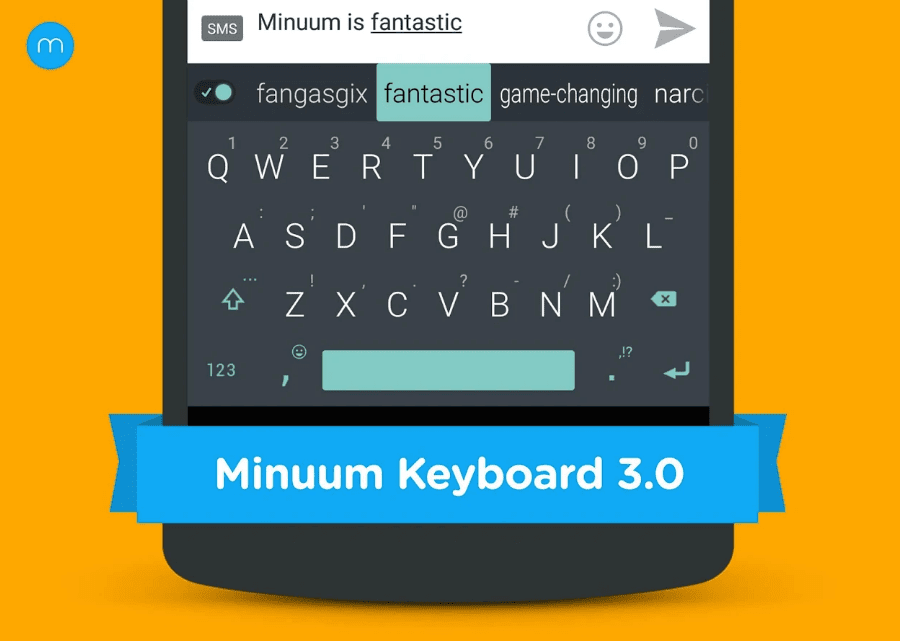 m
SMS Minuum is fantastic
fangasgix fantastic game-changing narci
1 2 3 4 5 6 7 8 9 0
Q W E R T Y U I O P
: ; ' " @ # ( ) _
A S D F G H J K L
... ! , . ? - / :)
Z X C V B N M
,!?
123 , .
Minuum Keyboard 3.0